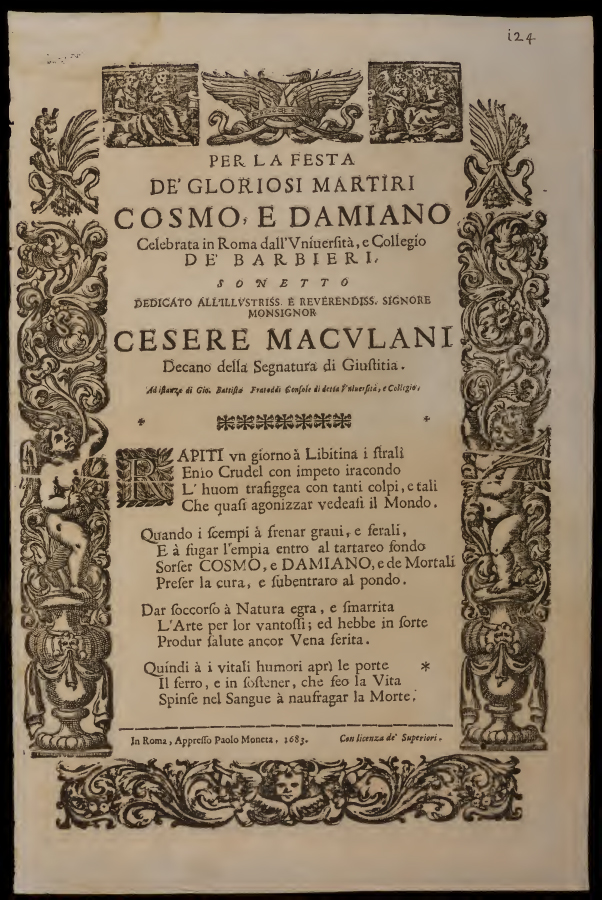 i24
PER LA FESTA
DE' GLORIOSI MARTIRI
COSMO, E DAMIANO
Celebrata in Roma dall'Vniuersità, e Collegio
DE' BARBIERI.
SONETTO
DEDICATO ALL'ILLVSTRISS. E REVERENDISS. SIGNORE
MONSIGNOR
CESERE MACVLANI
Decano della Segnatura di Giustitia.
Ad istanza di Gio. Battista Console di detta Vniuersità, e Collegio.
RAPITI vn giorno à Libitina i strali
Enio Crudel con impeto iracondo
L' huom trafiggea con tanti colpi, e tali
Che quasi agonizzar vedeasi il Mondo.
Quando i scempi à frenar graui, e ferali,
E à fugar l'empia entro al tartareo fondo
Sorser COSMO, e DAMIANO, e de Mortali
Preser la cura, e subentraro al pondo.
Dar soccorso à Natura egra, e smarrita
L'Arte per lor vantossi; ed hebbe in sorte
Produr salute ancor Vena ferita.
Quindi à i vitali humori aprì le porte *
Il ferro, e in sostener, che feo la Vita
Spinse nel Sangue à naufragar la Morte.
In Roma, Appresso Paolo Moneta. 1683. Con licenza de' Superiori.